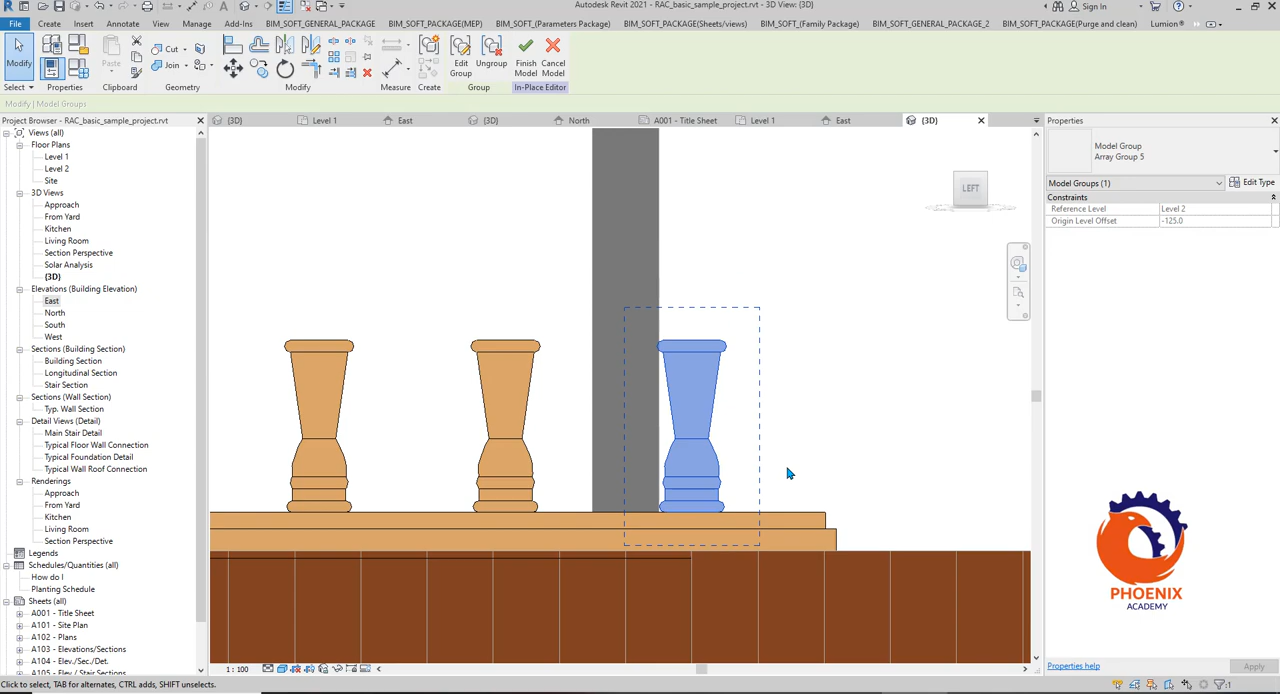 Autodesk Revit 2021 - RAC_basic_sample_project.rvt - 3D View: {3D}
Sign In
File
Create
Annotate
View
Manage
Add-Ins
BIM_SOFT_GENERAL_PACKAGE
BIM_SOFT_PACKAGE(MEP)
BIM_SOFT_(Parameters Package)
BIM_SOFT_PACKAGE(Sheets/views)
BIM_SOFT_(Family Package)
BIM_SOFT_GENERAL_PACKAGE_2
BIM_SOFT_PACKAGE(Purge and clean)
Lumion®
Modify
Paste
Cut
Join
Edit
Group
Ungroup
Finish
Model
Cancel
Model
Select
Properties
Clipboard
Geometry
Modify
Measure
Create
Group
In-Place Editor
Modify | Model Groups
Project Browser - RAC_basic_sample_project.rvt
{3D}
Level 1
East
{3D}
North
A001 - Title Sheet
Level 1
East
{3D}
Views (all)
Floor Plans
Level 1
Level 2
Site
3D Views
Approach
From Yard
Kitchen
Living Room
Section Perspective
Solar Analysis
{3D}
Elevations (Building Elevation)
East
North
South
West
Sections (Building Section)
Building Section
Longitudinal Section
Stair Section
Sections (Wall Section)
Typ. Wall Section
Detail Views (Detail)
Main Stair Detail
Typical Floor Wall Connection
Typical Foundation Detail
Typical Wall Roof Connection
Renderings
Approach
From Yard
Kitchen
Living Room
Section Perspective
Legends
Schedules/Quantities (all)
How do I
Planting Schedule
Sheets (all)
A001 - Title Sheet
A101 - Site Plan
A102 - Plans
A103 - Elevations/Sections
A104 - Elev./Sec./Det.
A105 - Elev./ Stair Sections
LEFT
Properties
Model Group
Array Group 5
Model Groups (1)
Edit Type
Constraints
Reference Level
Level 2
Origin Level Offset
-125.0
PHOENIX
ACADEMY
Properties help
Apply
1 : 100
Click to select, TAB for alternates, CTRL adds, SHIFT unselects.
:1